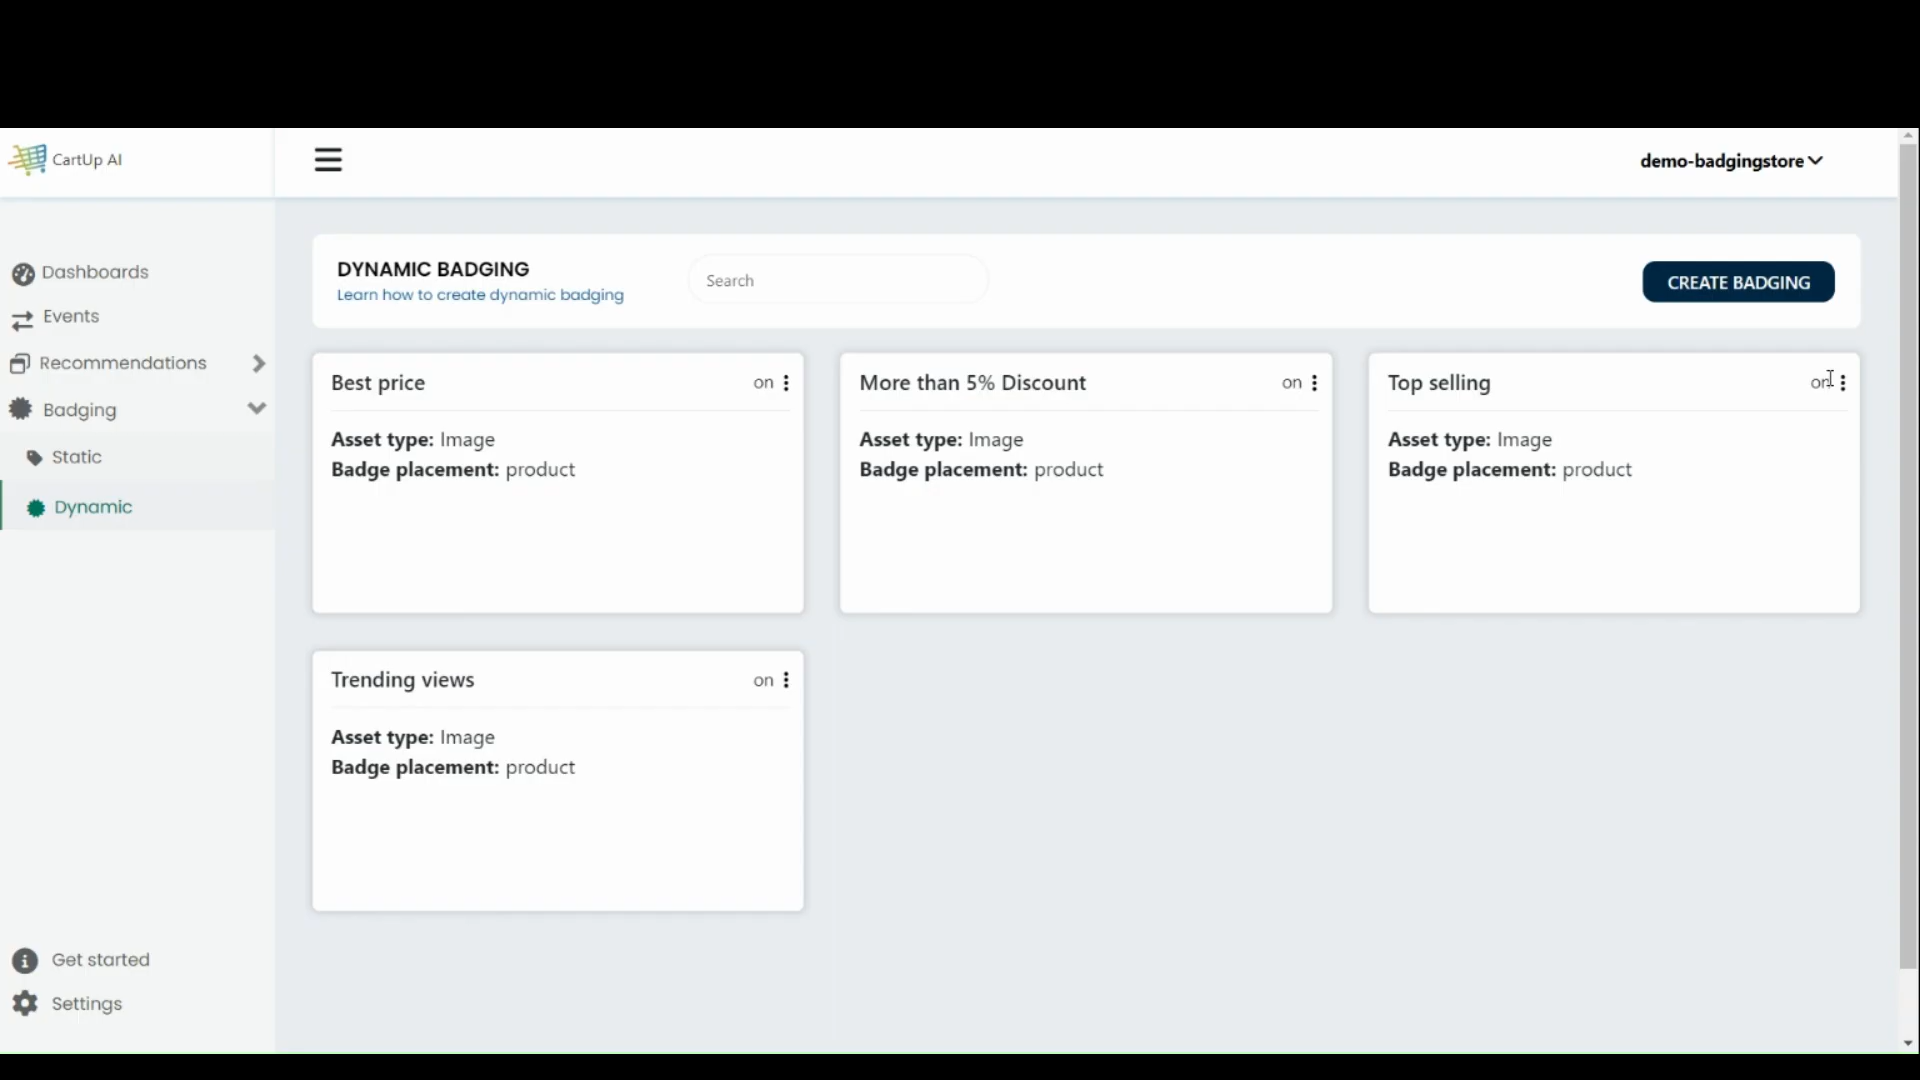 CartUp AI
demo-badgingstore
Dashboards
Events
Recommendations
Badging
Static
Dynamic
Get started
Settings
DYNAMIC BADGING
Learn how to create dynamic badging
Search
CREATE BADGING
Best price on
Asset type: Image
Badge placement: product
More than 5% Discount on
Asset type: Image
Badge placement: product
Top selling on
Asset type: Image
Badge placement: product
Trending views on
Asset type: Image
Badge placement: product